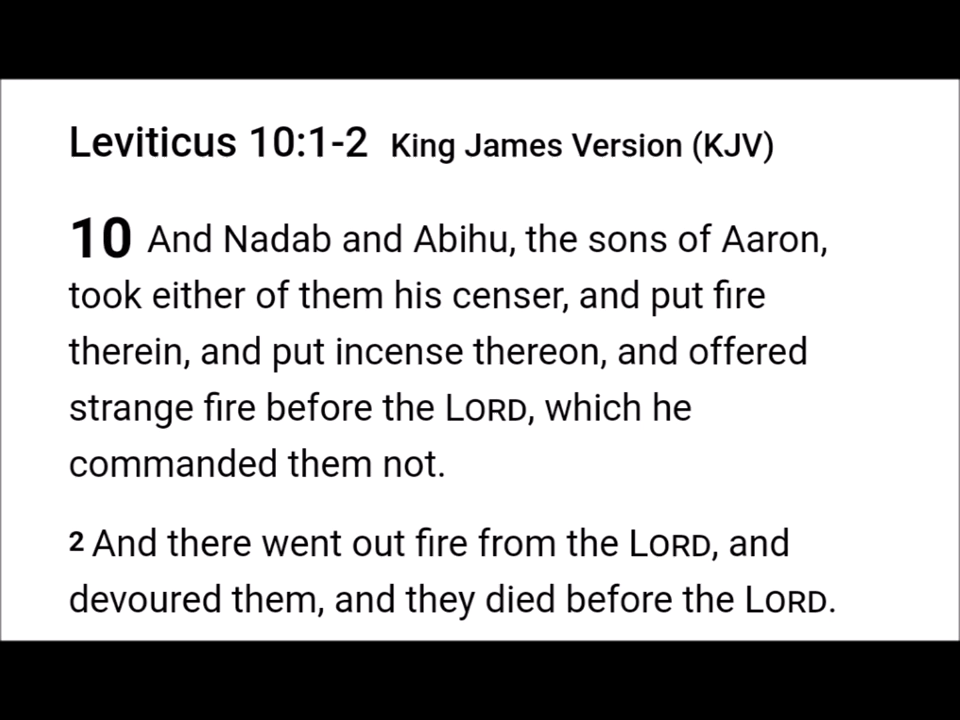 Leviticus 10:1-2 King James Version (KJV)
10 And Nadab and Abihu, the sons of Aaron,
took either of them his censer, and put fire
therein, and put incense thereon, and offered
strange fire before the LORD, which he
commanded them not.
2 And there went out fire from the LORD, and
devoured them, and they died before the LORD.